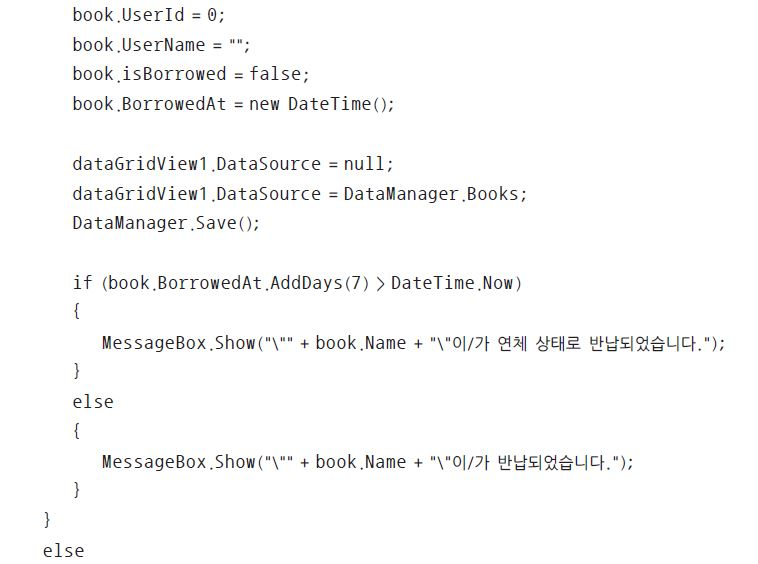 book.UserId = 0;
book.UserName = "";
book.isBorrowed = false;
book.BorrowedAt = new DateTime();
dataGridView1.DataSource = null;
dataGridView1.DataSource = DataManager.Books;
DataManager.Save();
if (book.BorrowedAt.AddDays(7) > DateTime.Now)
{
MessageBox.Show("\"" + book.Name + "\"이/가 연체 상태로 반납되었습니다.");
}
else
{
MessageBox.Show("\"" + book.Name + "\"이/가 반납되었습니다.");
}
}
else